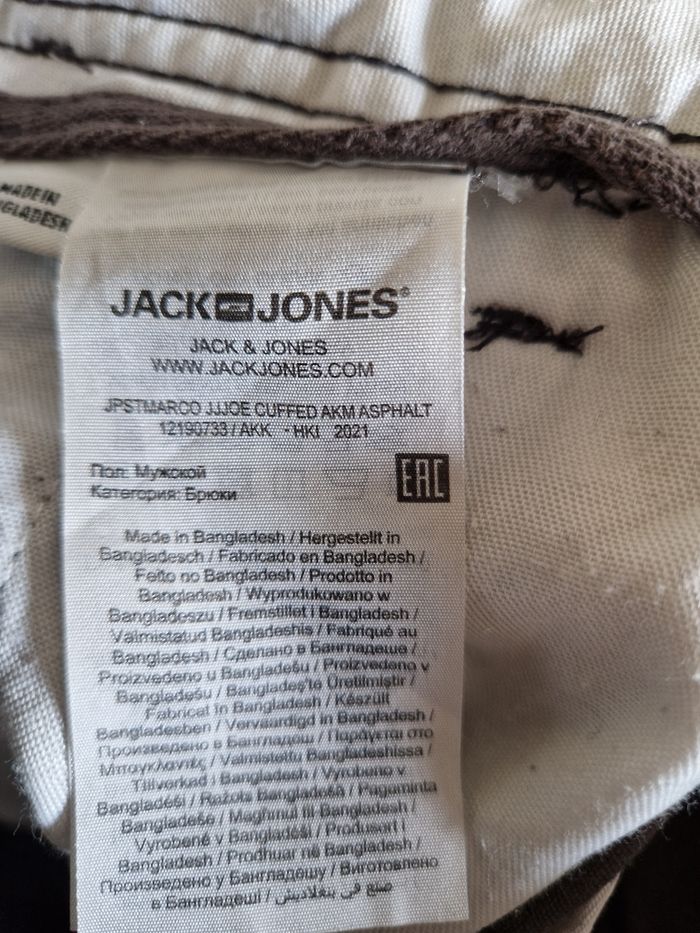 MADE IN
BANGLADESH
JACK JONES®
JACK & JONES
WWW.JACKJONES.COM
JPSTMARCO JJJOE CUFFED AKM ASPHALT
12190733 / AKK - HKI 2021
Пол: Мужской
Категория: Брюки
EAC
Made in Bangladesh / Hergestellt in
Bangladesch / Fabricado en Bangladesh /
Feito no Bangladesh / Prodotto in
Bangladesh / Wyprodukowano w
Bangladeszu / Fremstillet i Bangladesh /
Valmistatud Bangladeshis / Fabriqué au
Bangladesh / Сделано в Бангладеше /
Proizvedeno u Bangladešu / Proizvedeno v
Bangladešu / Bangladeş'te Üretilmiştir /
Fabricat în Bangladesh / Készült
Bangladesben / Vervaardigd in Bangladesh /
Произведено в Бангладеш / Παράγεται στο
Μπαγκλαντές / Valmistettu Bangladeshissa /
Tillverkad i Bangladesh / Vyrobeno v
Bangladéši / Ražots Bangladešā / Pagaminta
Bangladeše / Maghmul fil Bangladesh /
Vyrobené v Bangladéši / Produsert i
Bangladesh / Prodhuar në Bangladesh /
Произведено у Бангладешу / Виготовлено
в Бангладеші / صنع في بنغلاديش